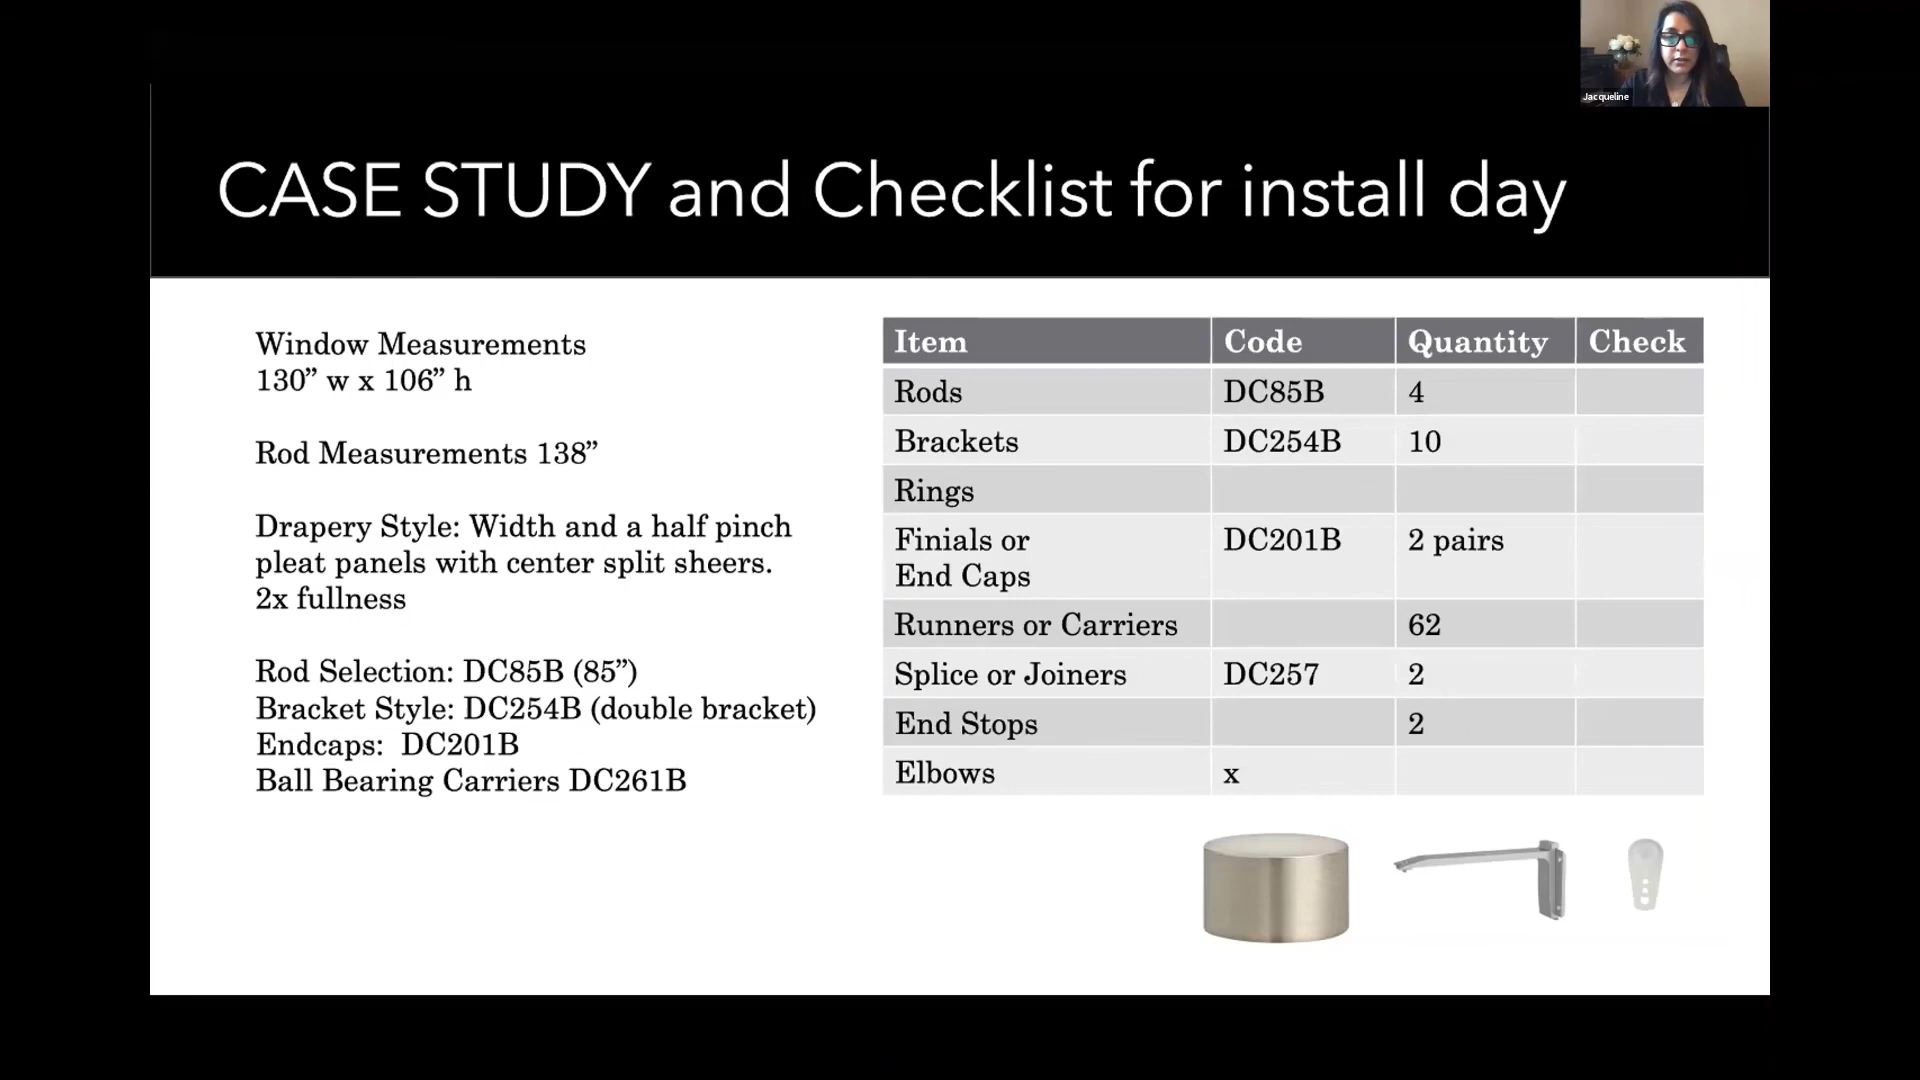 Jacqueline
CASE STUDY and Checklist for install day
Window Measurements
130” w x 106” h
Rod Measurements 138”
Drapery Style: Width and a half pinch
pleat panels with center split sheers.
2x fullness
Rod Selection: DC85B (85”)
Bracket Style: DC254B (double bracket)
Endcaps: DC201B
Ball Bearing Carriers DC261B
Item Code Quantity Check
Rods DC85B 4
Brackets DC254B 10
Rings
Finials or DC201B 2 pairs
End Caps
Runners or Carriers 62
Splice or Joiners DC257 2
End Stops 2
Elbows x